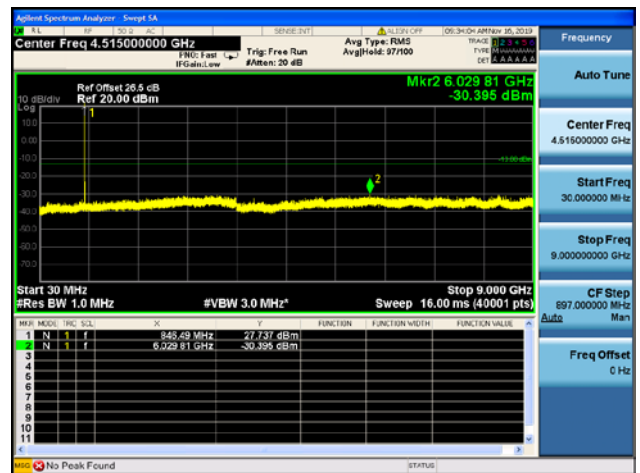 Agilent Spectrum Analyzer - Swept SA
RL RF 50 Ω AC SENSE:INT ALIGN OFF 09:34:04 AM Nov 16, 2019
Center Freq 4.515000000 GHz
PNO: Fast
IFGain:Low
Trig: Free Run
#Atten: 20 dB
Avg Type: RMS
Avg|Hold: 97/100
TRACE 1 2 3 4 5 6
TYPE
DET A A A A A A
Mkr2 6.029 81 GHz
-30.395 dBm
Ref Offset 26.5 dB
Ref 20.00 dBm
10 dB/div
Log
1
10.0
0.00
-10.0
-13.00 dBm
-20.0
2
-30.0
-40.0
-50.0
-60.0
-70.0
Start 30 MHz
Stop 9.000 GHz
#Res BW 1.0 MHz
#VBW 3.0 MHz*
Sweep 16.00 ms (40001 pts)
MKR MODE TRC SCL X Y FUNCTION FUNCTION WIDTH FUNCTION VALUE
1 N 1 f 846.49 MHz 27.737 dBm
2 N 1 f 6.029 81 GHz -30.395 dBm
3
4
5
6
7
8
9
10
11
MSG No Peak Found
STATUS
Frequency
Auto Tune
Center Freq
4.515000000 GHz
Start Freq
30.000000 MHz
Stop Freq
9.000000000 GHz
CF Step
897.000000 MHz
Auto Man
Freq Offset
0 Hz